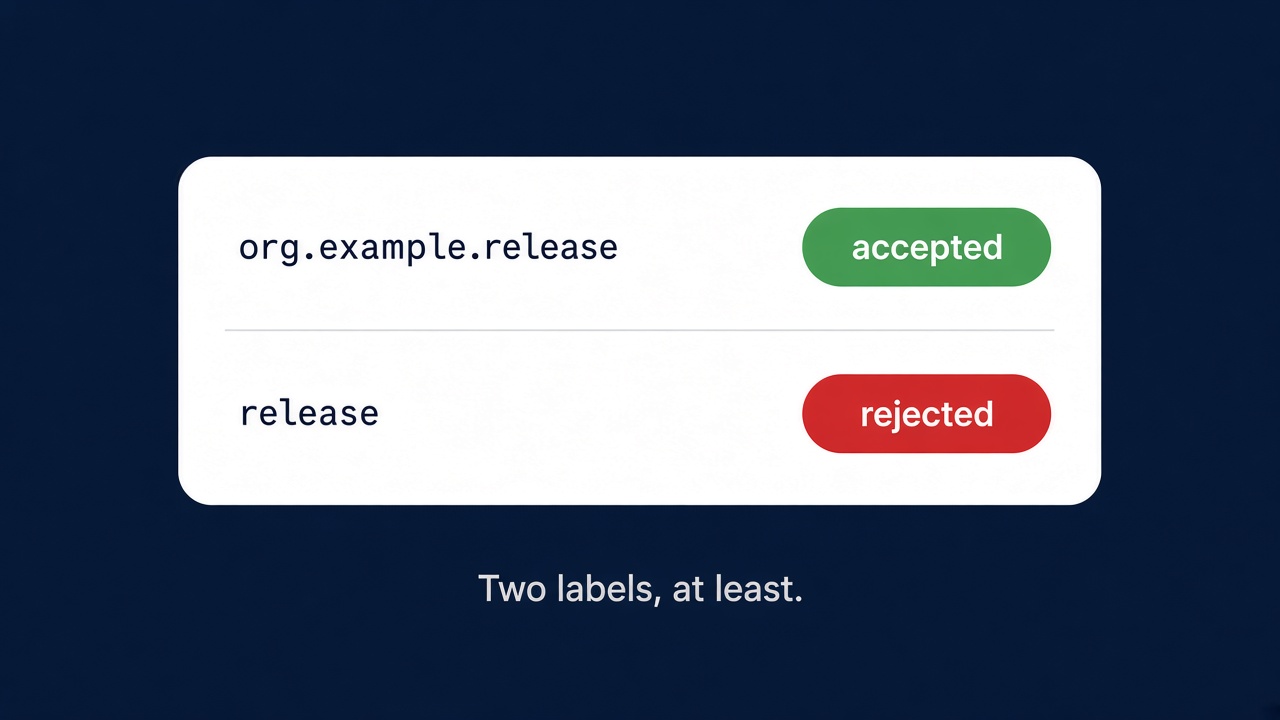 org.example.release
accepted
release
rejected
Two labels, at least.